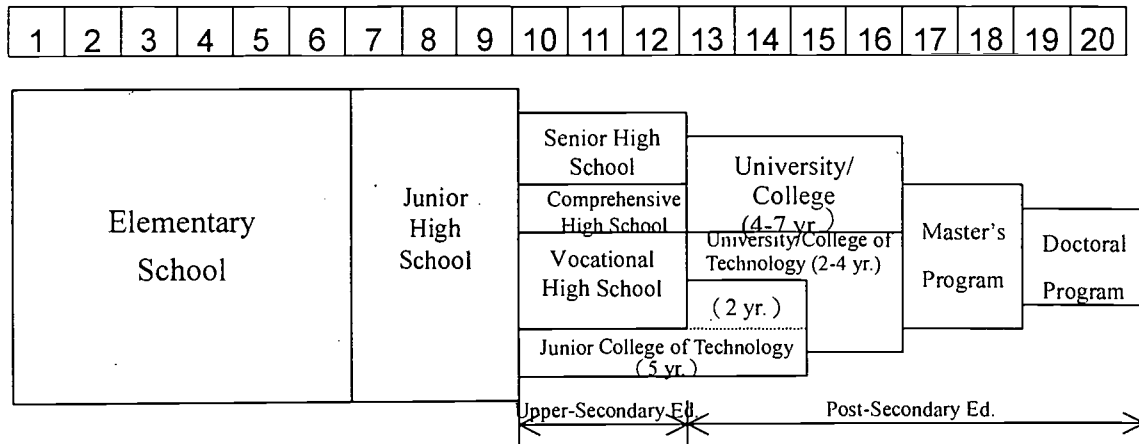 1 2 3 4 5 6 7 8 9 10 11 12 13 14 15 16 17 18 19 20
Elementary
School
Junior
High
School
Senior High
School
Comprehensive
High School
Vocational
High School
University/
College
(4-7 yr.)
University/College of
Technology (2-4 yr.)
(2 yr.)
Junior College of Technology
(5 yr.)
Master's
Program
Doctoral
Program
Upper-Secondary Ed.
Post-Secondary Ed.